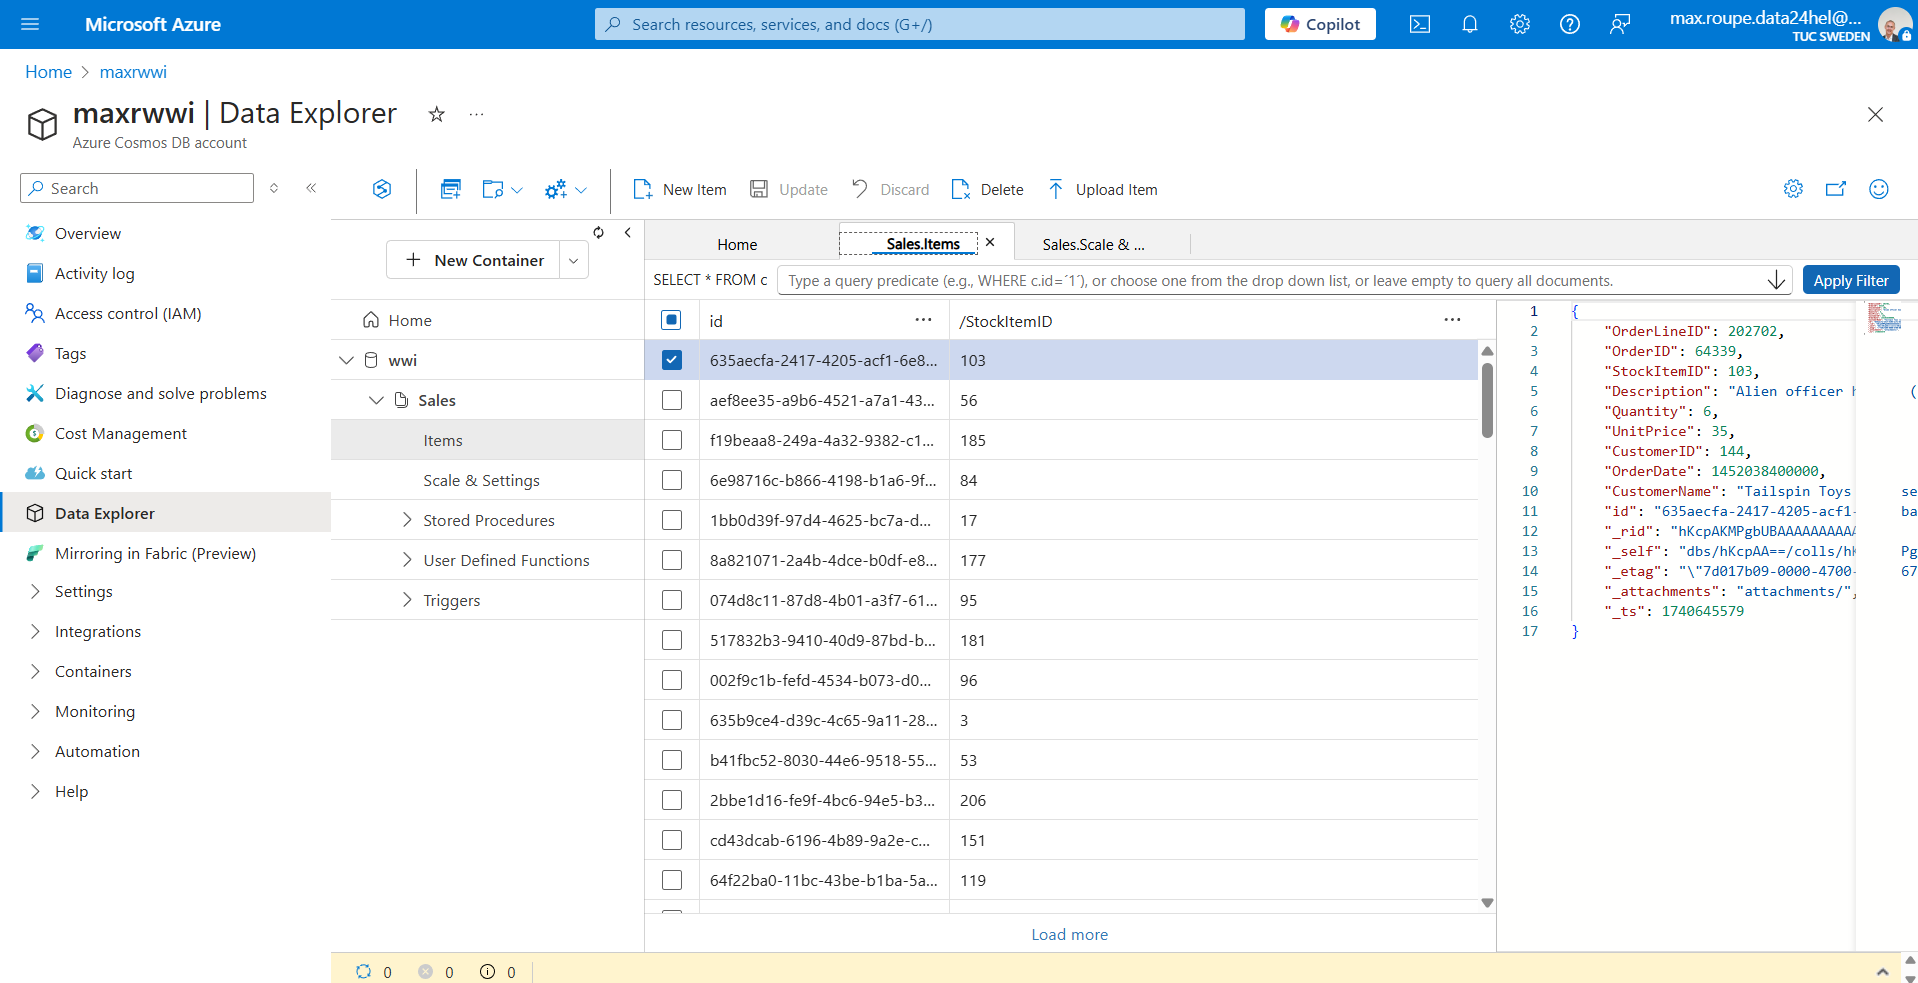 Microsoft Azure
Search resources, services, and docs (G+/)
Copilot
max.roupe.data24hel@...
TUC SWEDEN
Home > maxrwwi
maxrwwi | Data Explorer
Azure Cosmos DB account
Search
New Item
Update
Discard
Delete
Upload Item
Overview
Activity log
Access control (IAM)
Tags
Diagnose and solve problems
Cost Management
Quick start
Data Explorer
Mirroring in Fabric (Preview)
Settings
Integrations
Containers
Monitoring
Automation
Help
New Container
Home
wwi
Sales
Items
Scale & Settings
Stored Procedures
User Defined Functions
Triggers
Home
Sales.Items
Sales.Scale & ...
SELECT * FROM c
Type a query predicate (e.g., WHERE c.id=´1´), or choose one from the drop down list, or leave empty to query all documents.
Apply Filter
id ... /StockItemID ...
635aecfa-2417-4205-acf1-6e8... 103
aef8ee35-a9b6-4521-a7a1-43... 56
f19beaa8-249a-4a32-9382-c1... 185
6e98716c-b866-4198-b1a6-9f... 84
1bb0d39f-97d4-4625-bc7a-d... 17
8a821071-2a4b-4dce-b0df-e8... 177
074d8c11-87d8-4b01-a3f7-61... 95
517832b3-9410-40d9-87bd-b... 181
002f9c1b-fefd-4534-b073-d0... 96
635b9ce4-d39c-4c65-9a11-28... 3
b41fbc52-8030-44e6-9518-55... 53
2bbe1d16-fe9f-4bc6-94e5-b3... 206
cd43dcab-6196-4b89-9a2e-c... 151
64f22ba0-11bc-43be-b1ba-5a... 119
Load more
1 {
2 "OrderLineID": 202702,
3 "OrderID": 64339,
4 "StockItemID": 103,
5 "Description": "Alien officer h (
6 "Quantity": 6,
7 "UnitPrice": 35,
8 "CustomerID": 144,
9 "OrderDate": 1452038400000,
10 "CustomerName": "Tailspin Toys se
11 "id": "635aecfa-2417-4205-acf1- ba
12 "_rid": "hKcpAKMPgbUBAAAAAAAAAA
13 "_self": "dbs/hKcpAA==/colls/hK Pg
14 "_etag": "\"7d017b09-0000-4700- 67
15 "_attachments": "attachments/",
16 "_ts": 1740645579
17 }
0 0 0